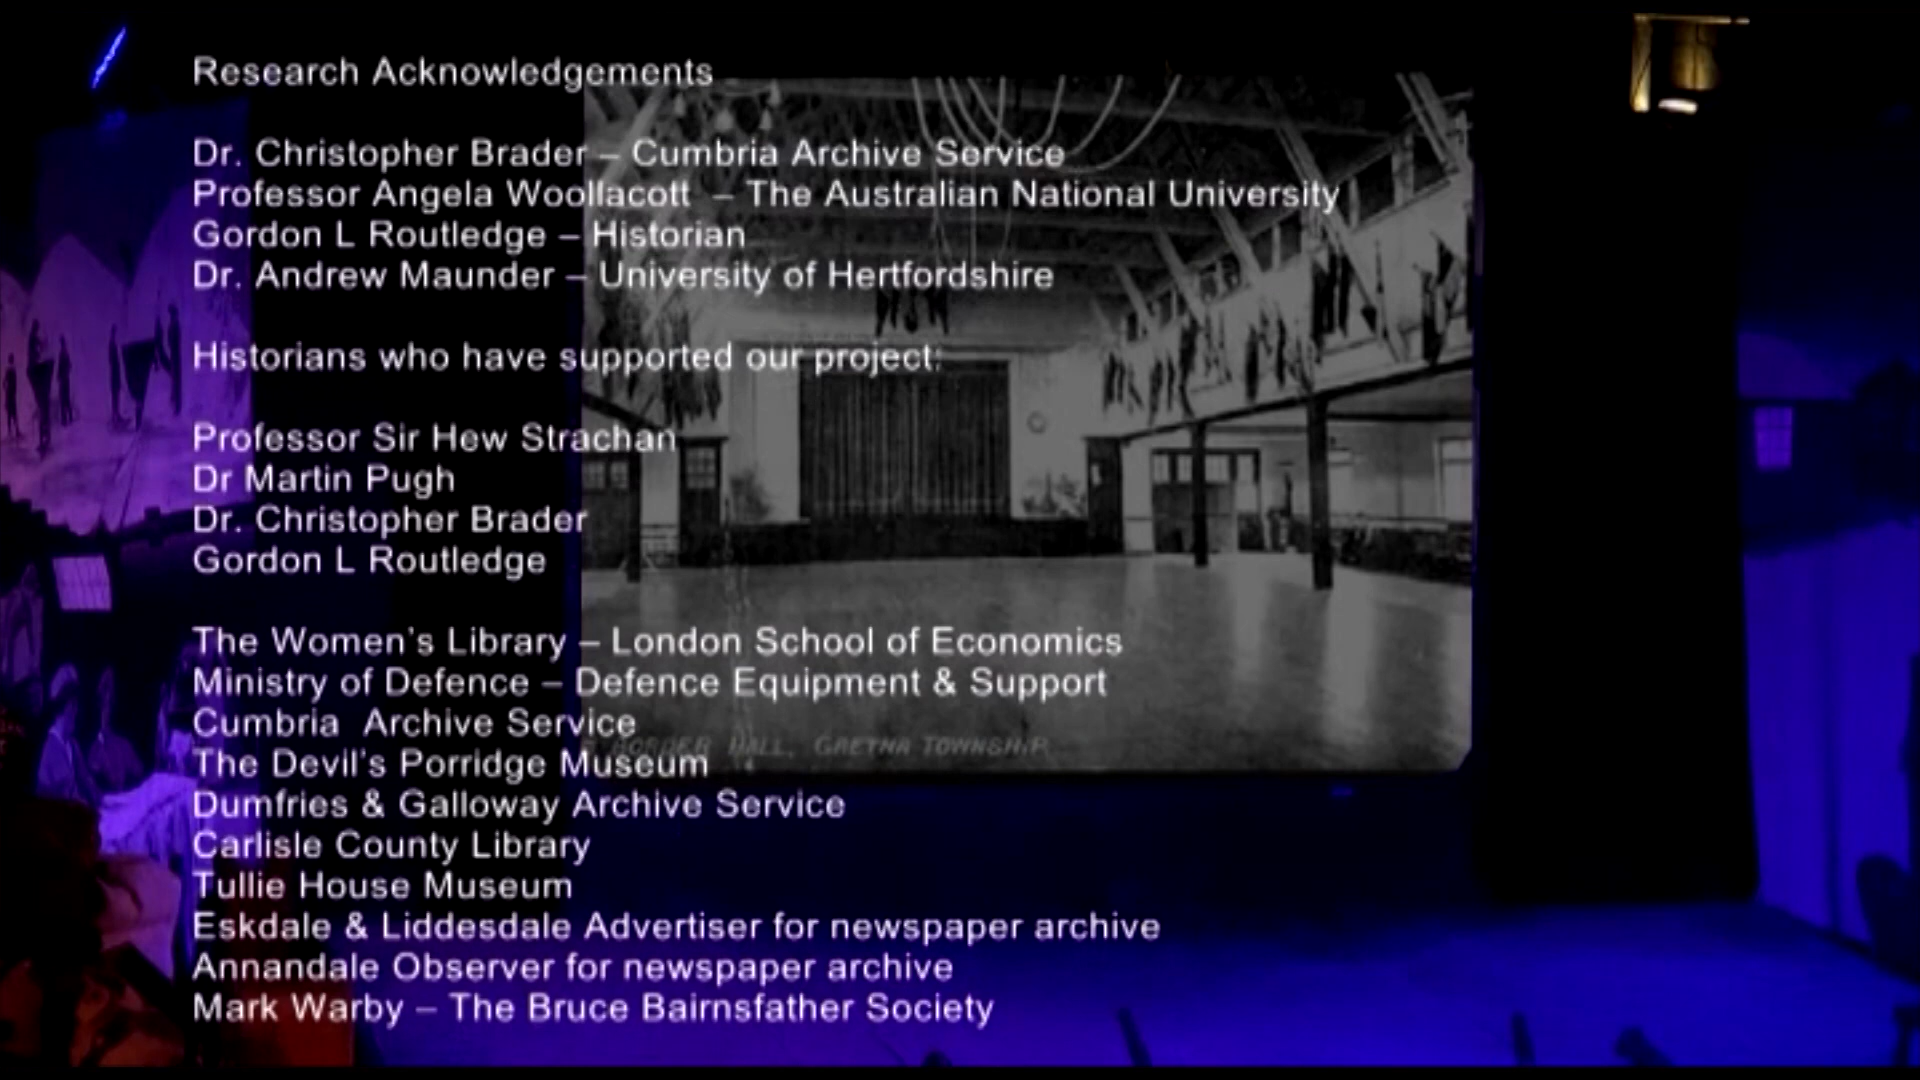 Research Acknowledgements
Dr. Christopher Brader – Cumbria Archive Service
Professor Angela Woollacott  – The Australian National University
Gordon L Routledge – Historian
Dr. Andrew Maunder – University of Hertfordshire
Historians who have supported our project:
Professor Sir Hew Strachan
Dr Martin Pugh
Dr. Christopher Brader
Gordon L Routledge
The Women’s Library – London School of Economics
Ministry of Defence – Defence Equipment & Support
Cumbria  Archive Service
BORDER HALL, GRETNA TOWNSHIP
The Devil’s Porridge Museum
Dumfries & Galloway Archive Service
Carlisle County Library
Tullie House Museum
Eskdale & Liddesdale Advertiser for newspaper archive
Annandale Observer for newspaper archive
Mark Warby – The Bruce Bairnsfather Society